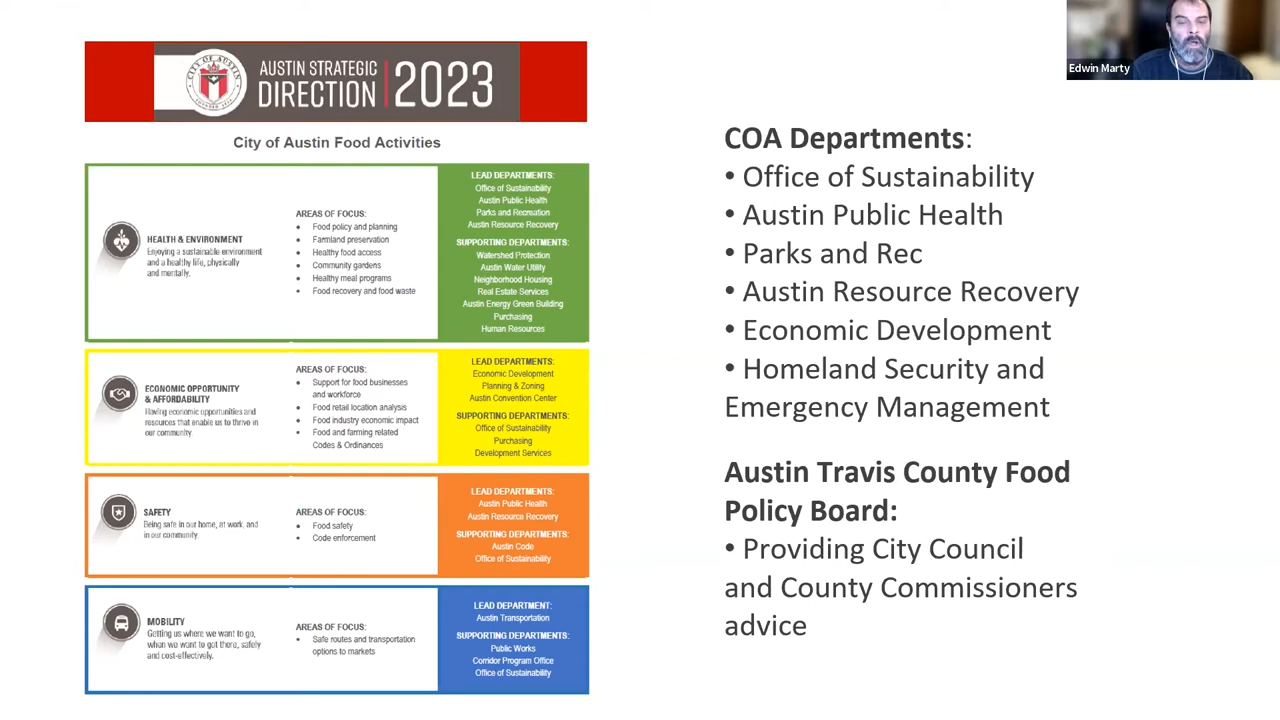 Edwin Marty
CITY OF AUSTIN
FOUNDED 1839
AUSTIN STRATEGIC
DIRECTION
2023
City of Austin Food Activities
HEALTH & ENVIRONMENT
Enjoying a sustainable environment
and a healthy life, physically
and mentally.
AREAS OF FOCUS:
• Food policy and planning
• Farmland preservation
• Healthy food access
• Community gardens
• Healthy meal programs
• Food recovery and food waste
LEAD DEPARTMENTS:
Office of Sustainability
Austin Public Health
Parks and Recreation
Austin Resource Recovery
SUPPORTING DEPARTMENTS:
Watershed Protection
Austin Water Utility
Neighborhood Housing
Real Estate Services
Austin Energy Green Building
Purchasing
Human Resources
ECONOMIC OPPORTUNITY
& AFFORDABILITY
Having economic opportunities and
resources that enable us to thrive in
our community.
AREAS OF FOCUS:
• Support for food businesses
and workforce
• Food retail location analysis
• Food industry economic impact
• Food and farming related
Codes & Ordinances
LEAD DEPARTMENTS:
Economic Development
Planning & Zoning
Austin Convention Center
SUPPORTING DEPARTMENTS:
Office of Sustainability
Purchasing
Development Services
SAFETY
Being safe in our home, at work, and
in our community.
AREAS OF FOCUS:
• Food safety
• Code enforcement
LEAD DEPARTMENTS:
Austin Public Health
Austin Resource Recovery
SUPPORTING DEPARTMENTS:
Austin Code
Office of Sustainability
MOBILITY
Getting us where we want to go,
when we want to get there, safely
and cost-effectively.
AREAS OF FOCUS:
• Safe routes and transportation
options to markets
LEAD DEPARTMENT:
Austin Transportation
SUPPORTING DEPARTMENTS:
Public Works
Corridor Program Office
Office of Sustainability
COA Departments:
• Office of Sustainability
• Austin Public Health
• Parks and Rec
• Austin Resource Recovery
• Economic Development
• Homeland Security and
Emergency Management
Austin Travis County Food
Policy Board:
• Providing City Council
and County Commissioners
advice